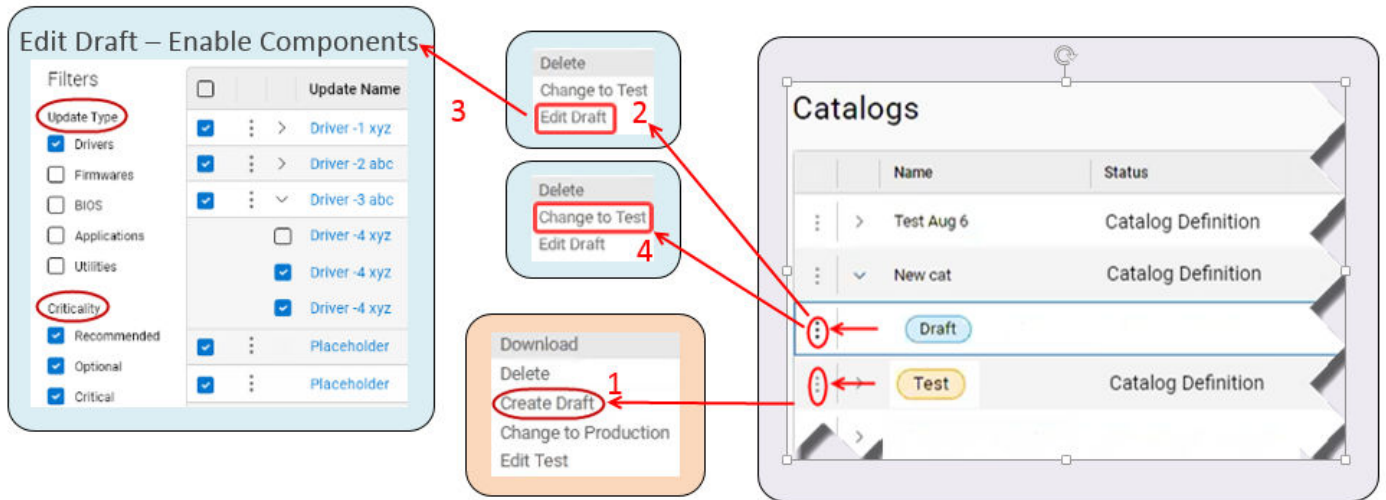 Edit Draft – Enable Components
Filters
Update Type
Drivers
Firmwares
BIOS
Applications
Utilities
Criticality
Recommended
Optional
Critical
Update Name
Driver -1 xyz
Driver -2 abc
Driver -3 abc
Driver -4 xyz
Driver -4 xyz
Driver -4 xyz
Placeholder
Placeholder
3
Delete
Change to Test
Edit Draft
2
Delete
Change to Test
Edit Draft
4
Download
Delete
Create Draft
1
Change to Production
Edit Test
Catalogs
Name Status
Test Aug 6 Catalog Definition
New cat Catalog Definition
Draft
Test Catalog Definition